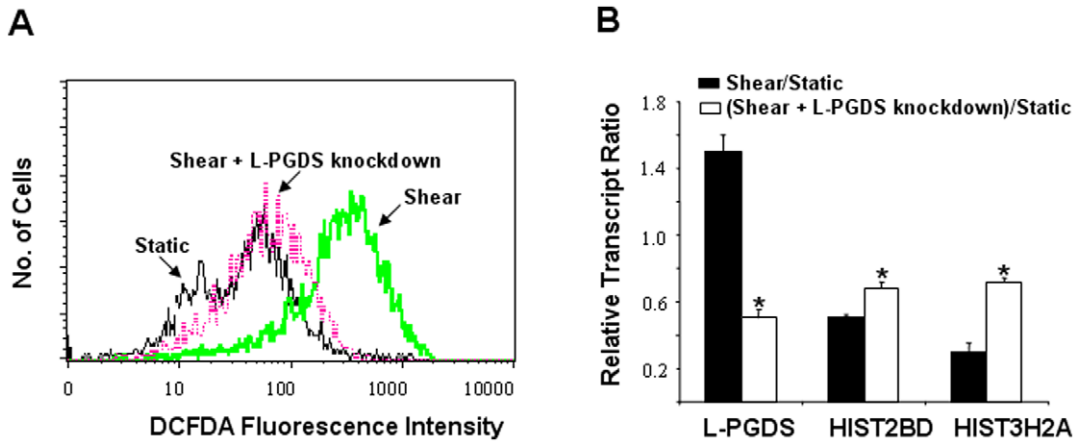 A
No. of Cells
Shear + L-PGDS knockdown
Shear
Static
0
10
100
1000
10000
DCFDA Fluorescence Intensity
B
Relative Transcript Ratio
Shear/Static
(Shear + L-PGDS knockdown)/Static
1.8
1.4
1.0
0.6
0.2
*
*
*
L-PGDS
HIST2BD
HIST3H2A